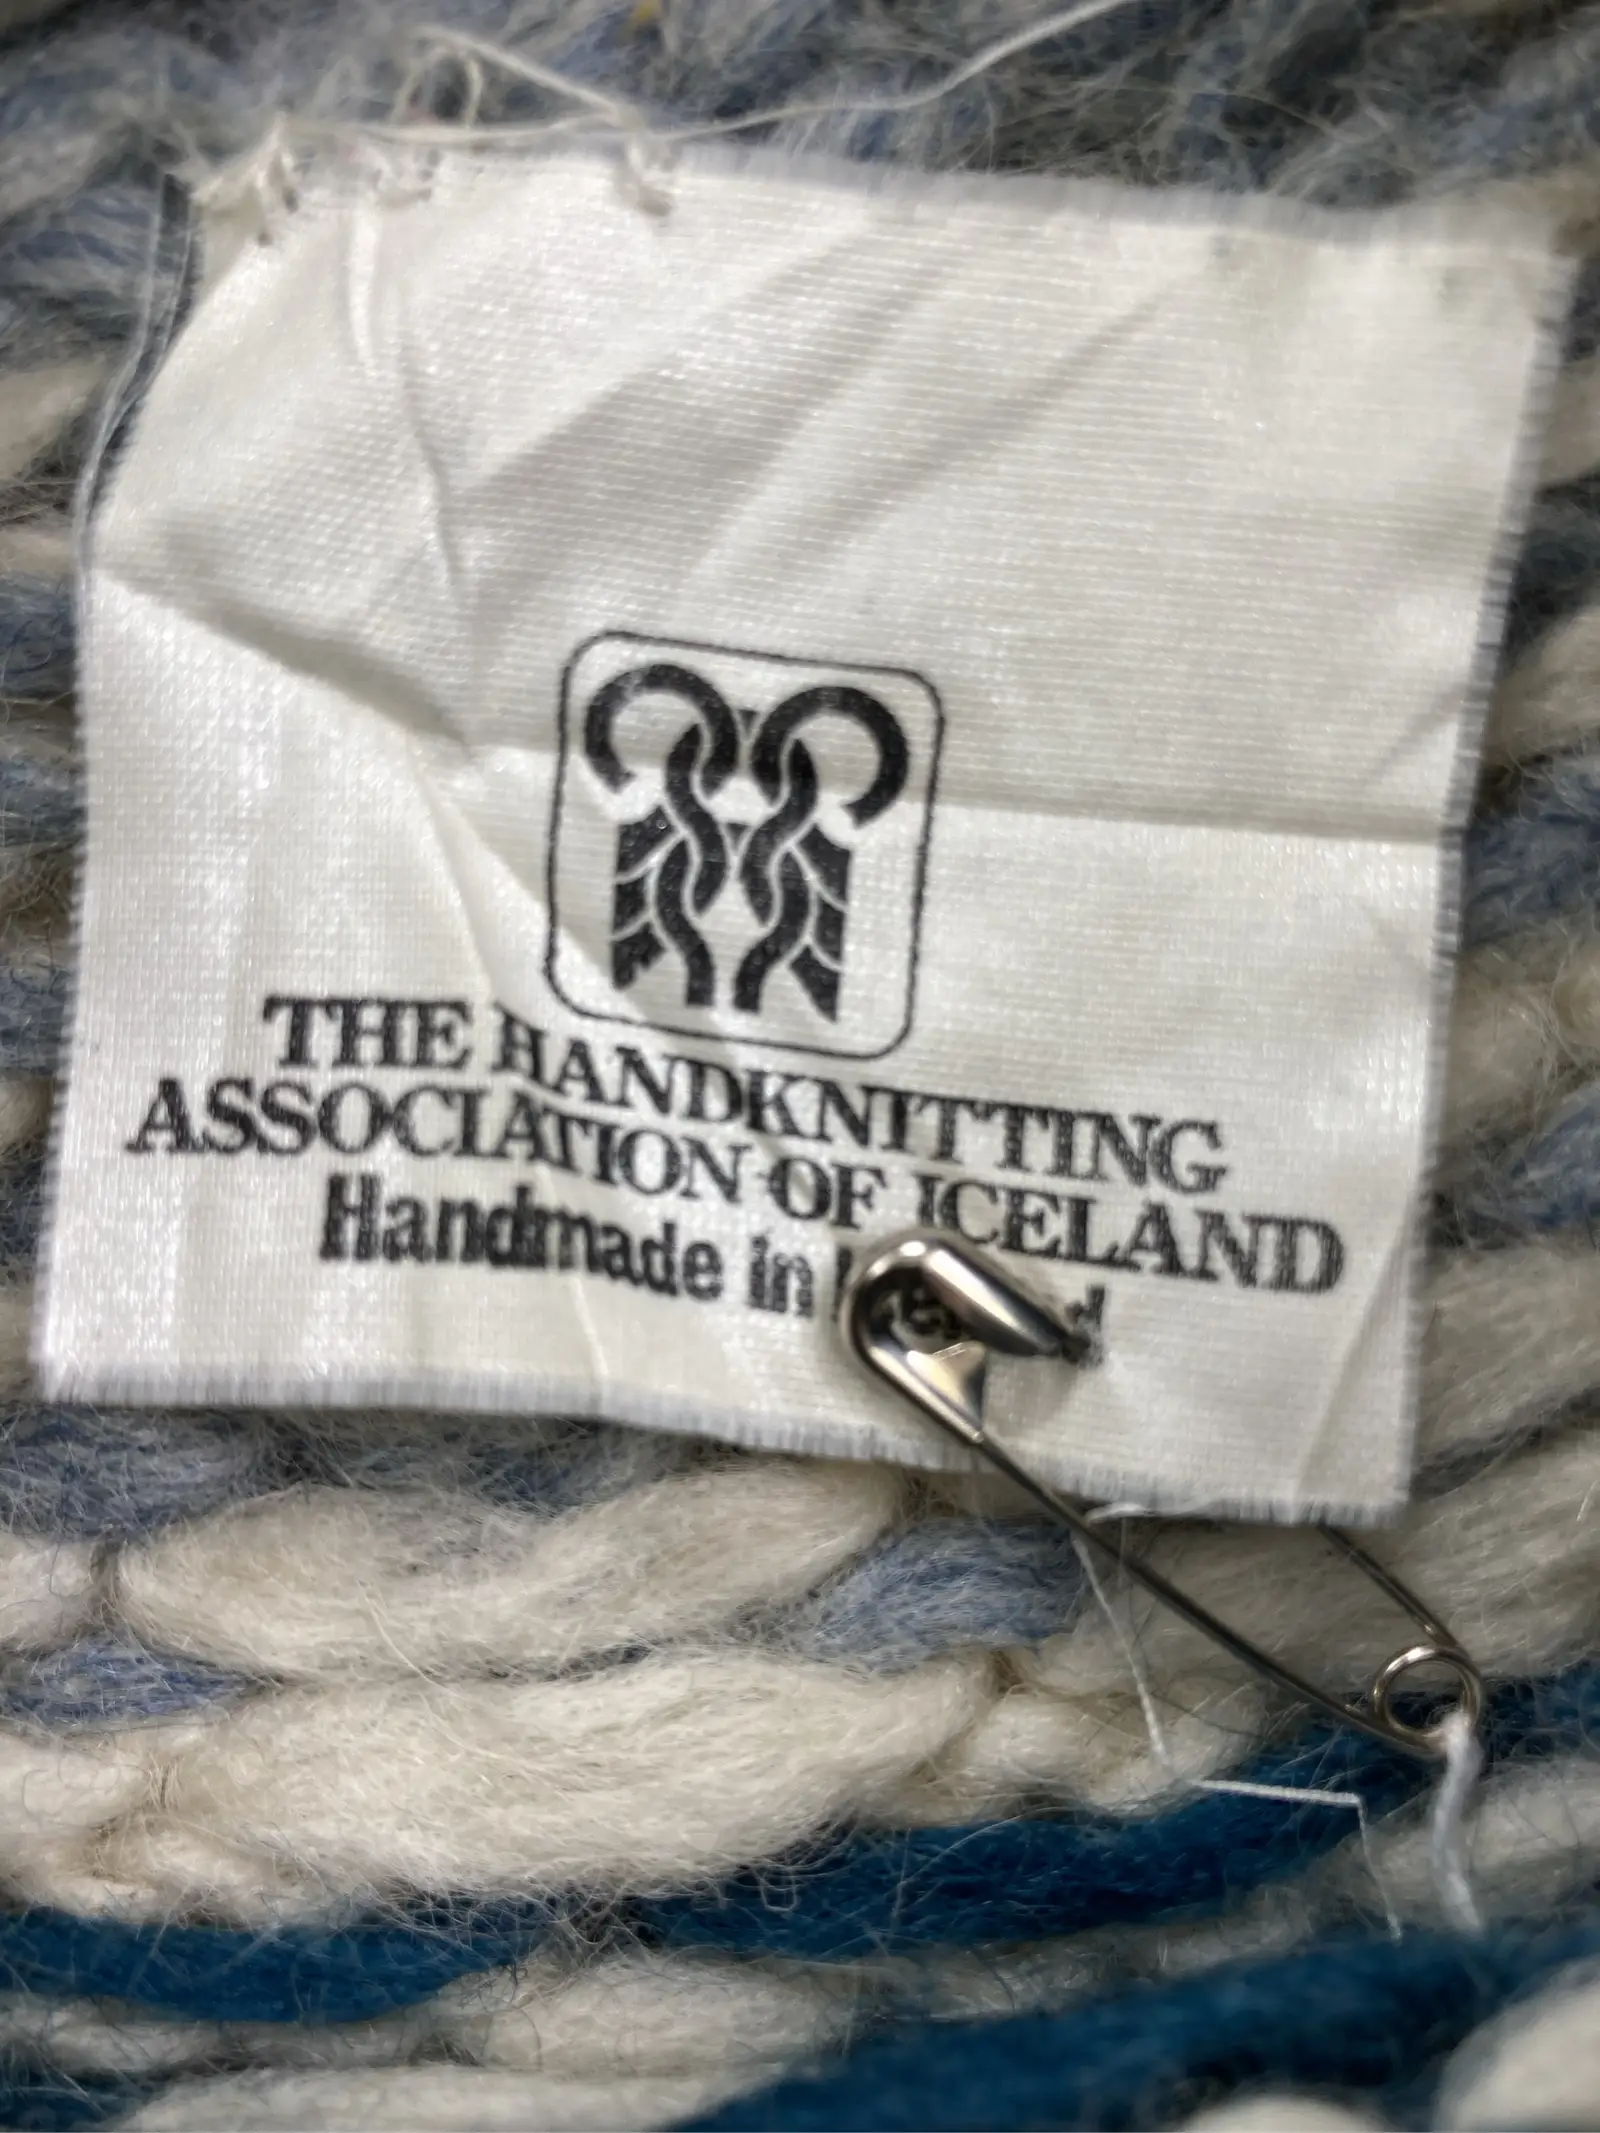 THE HANDKNITTING
ASSOCIATION OF ICELAND
Handmade in